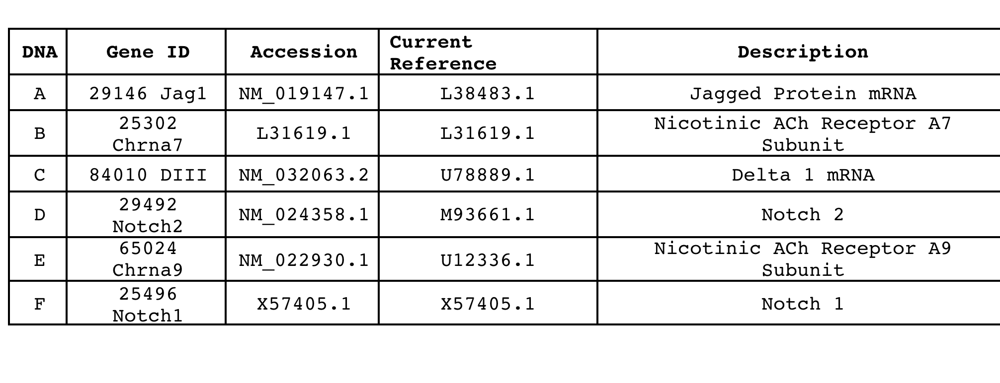 DNA
Gene ID
Accession
Current
Reference
Description
A
29146 Jag1
NM_019147.1
L38483.1
Jagged Protein mRNA
B
25302
Chrna7
L31619.1
L31619.1
Nicotinic ACh Receptor A7
Subunit
C
84010 DIII
NM_032063.2
U78889.1
Delta 1 mRNA
D
29492
Notch2
NM_024358.1
M93661.1
Notch 2
E
65024
Chrna9
NM_022930.1
U12336.1
Nicotinic ACh Receptor A9
Subunit
F
25496
Notch1
X57405.1
X57405.1
Notch 1